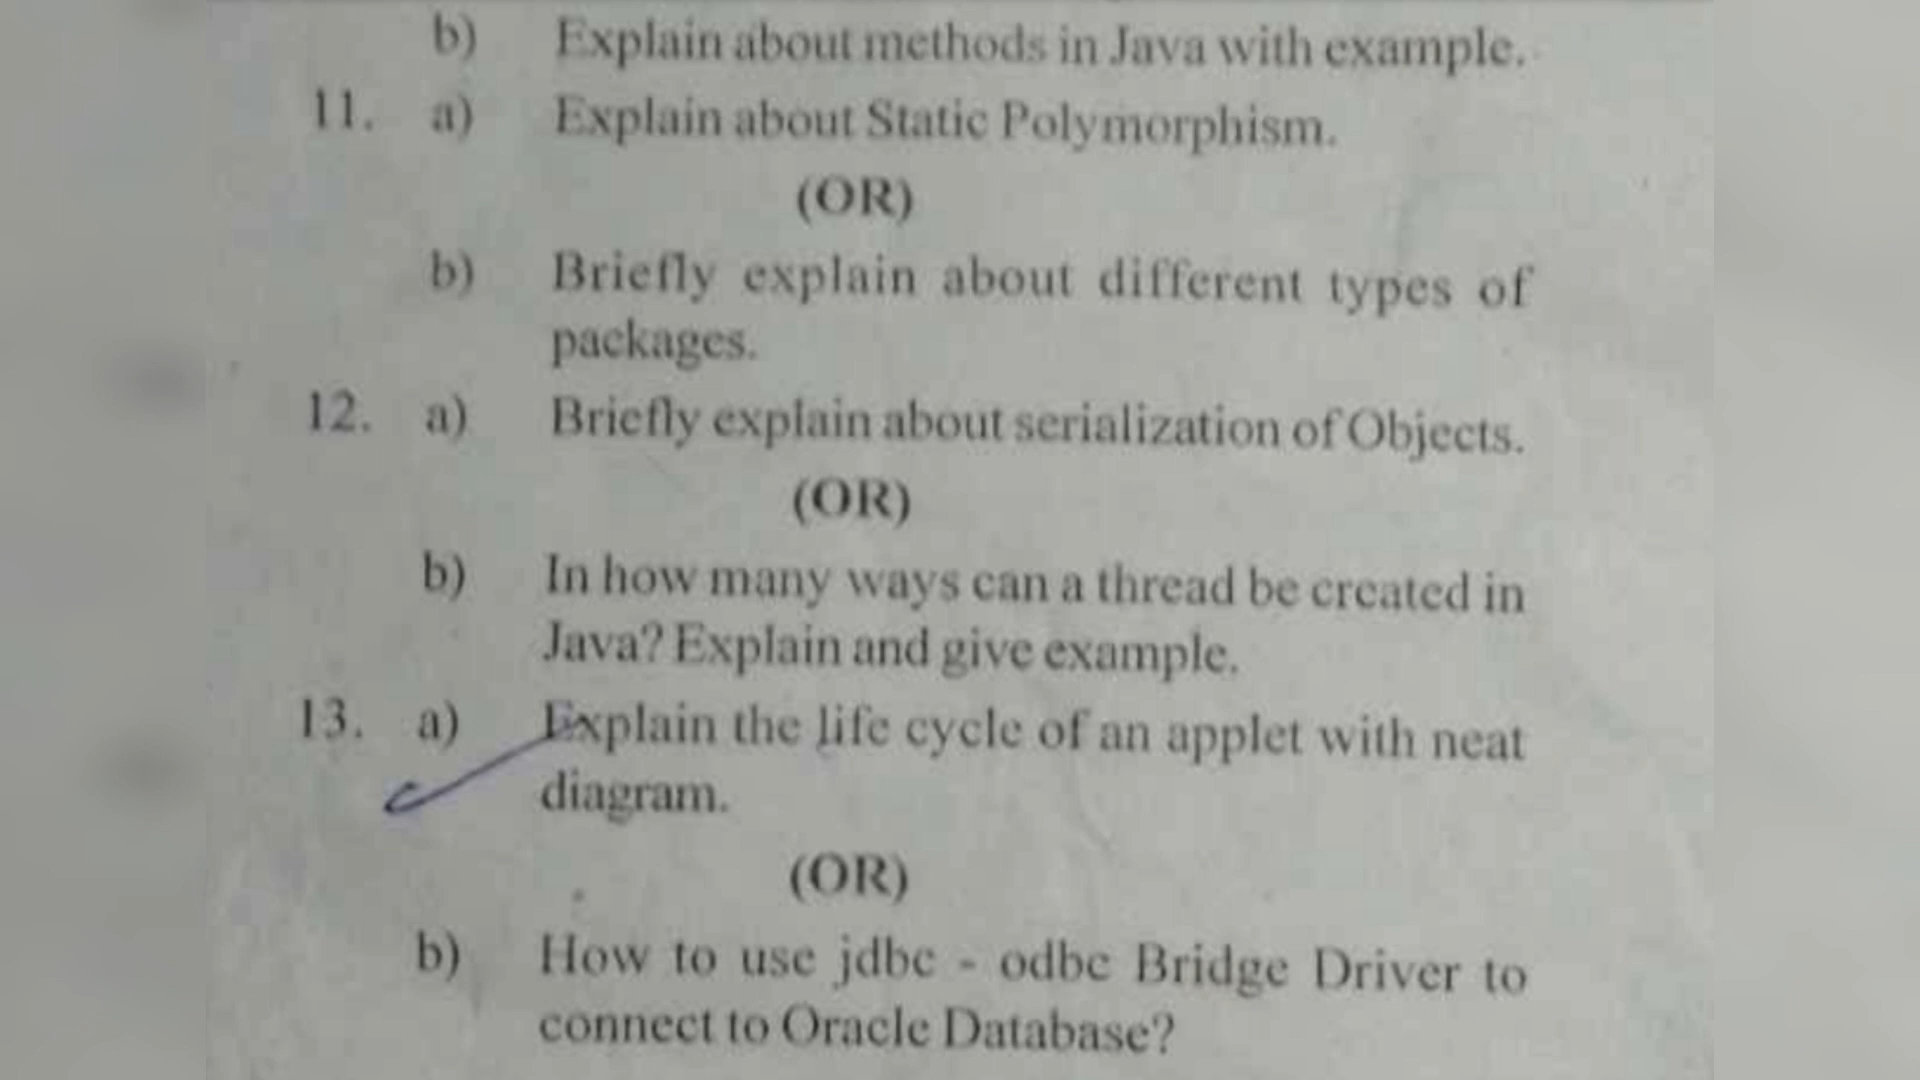 b) Explain about methods in Java with example.
11. a) Explain about Static Polymorphism.
(OR)
b) Briefly explain about different types of
packages.
12. a) Briefly explain about serialization of Objects.
(OR)
b) In how many ways can a thread be created in
Java? Explain and give example.
13. a) Explain the life cycle of an applet with neat
diagram.
(OR)
b) How to use jdbc - odbc Bridge Driver to
connect to Oracle Database?